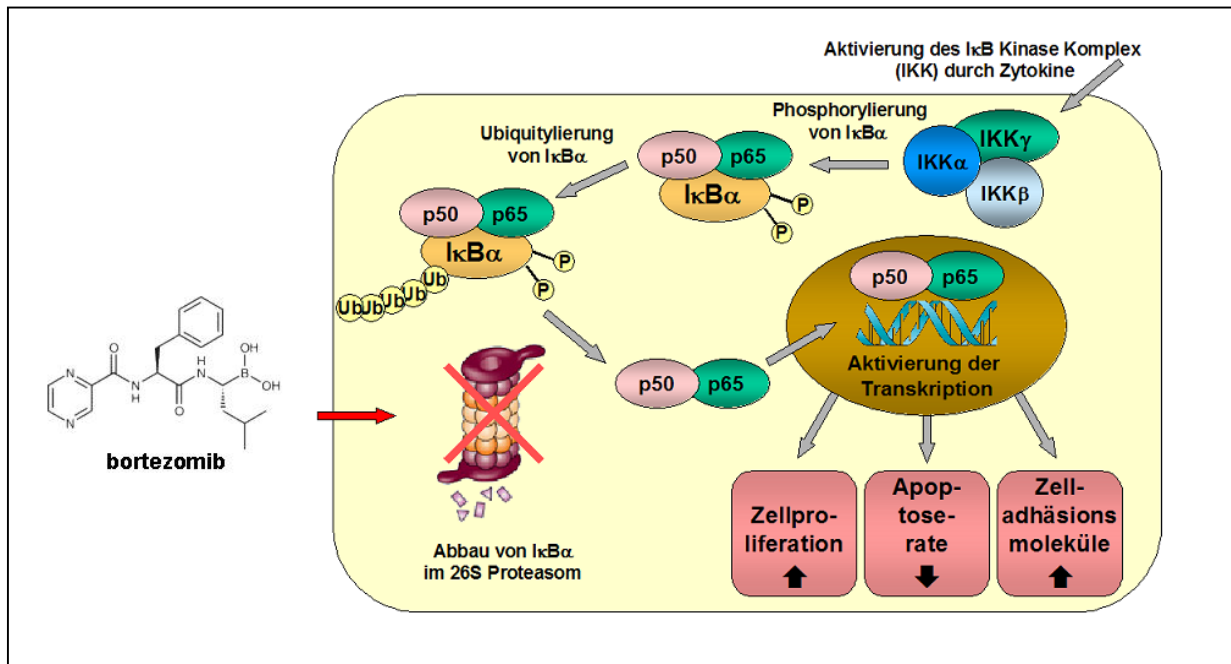 Aktivierung des IκB Kinase Komplex
(IKK) durch Zytokine
Phosphorylierung
von IκBα
Ubiquitylierung
von IκBα
IKKγ
IKKα
IKKβ
p50
p65
IκBα
P
P
p50
p65
IκBα
P
P
Ub
Ub
Ub
Ub
Ub
p50
p65
p50
p65
Aktivierung der
Transkription
O
N
N
N
H
O
H
N
B
OH
OH
bortezomib
Abbau von IκBα
im 26S Proteasom
Zellpro-
liferation
Apop-
tose-
rate
Zell-
adhäsions
moleküle